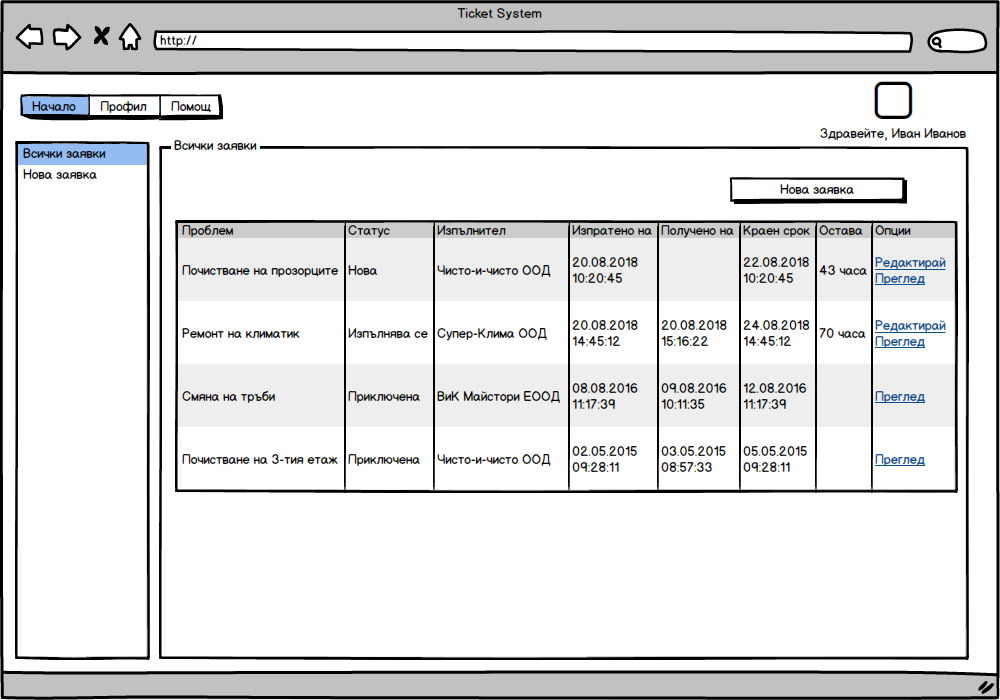 Ticket System
http://
Начало Профил Помощ
Здравейте, Иван Иванов
Всички заявки
Нова заявка
Всички заявки
Нова заявка
Проблем Статус Изпълнител Изпратено на Получено на Краен срок Остава Опции
Почистване на прозорците Нова Чисто-и-чисто ООД 20.08.2018 10:20:45 22.08.2018 10:20:45 43 часа Редактирай Преглед
Ремонт на климатик Изпълнява се Супер-Клима ООД 20.08.2018 14:45:12 20.08.2018 15:16:22 24.08.2018 14:45:12 70 часа Редактирай Преглед
Смяна на тръби Приключена ВиК Майстори ЕООД 08.08.2016 11:17:39 09.08.2016 10:11:35 12.08.2016 11:17:39 Преглед
Почистване на 3-тия етаж Приключена Чисто-и-чисто ООД 02.05.2015 09:28:11 03.05.2015 08:57:33 05.05.2015 09:28:11 Преглед